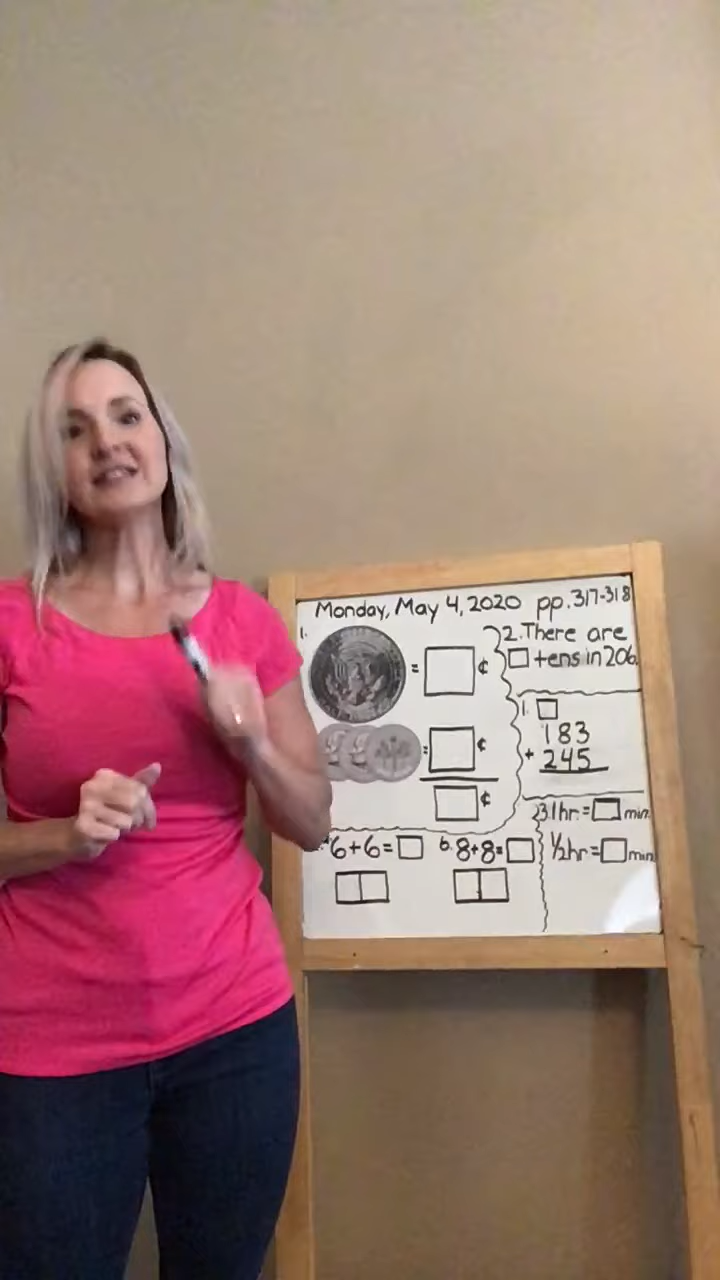 Monday, May 4, 2020 pp. 317-318
1.
= ¢
= ¢
¢
2. There are
tens in 206.
1.
183
+ 245
3. 1 hr. = min.
1/2 hr = min
6+6=
b. 8+8=